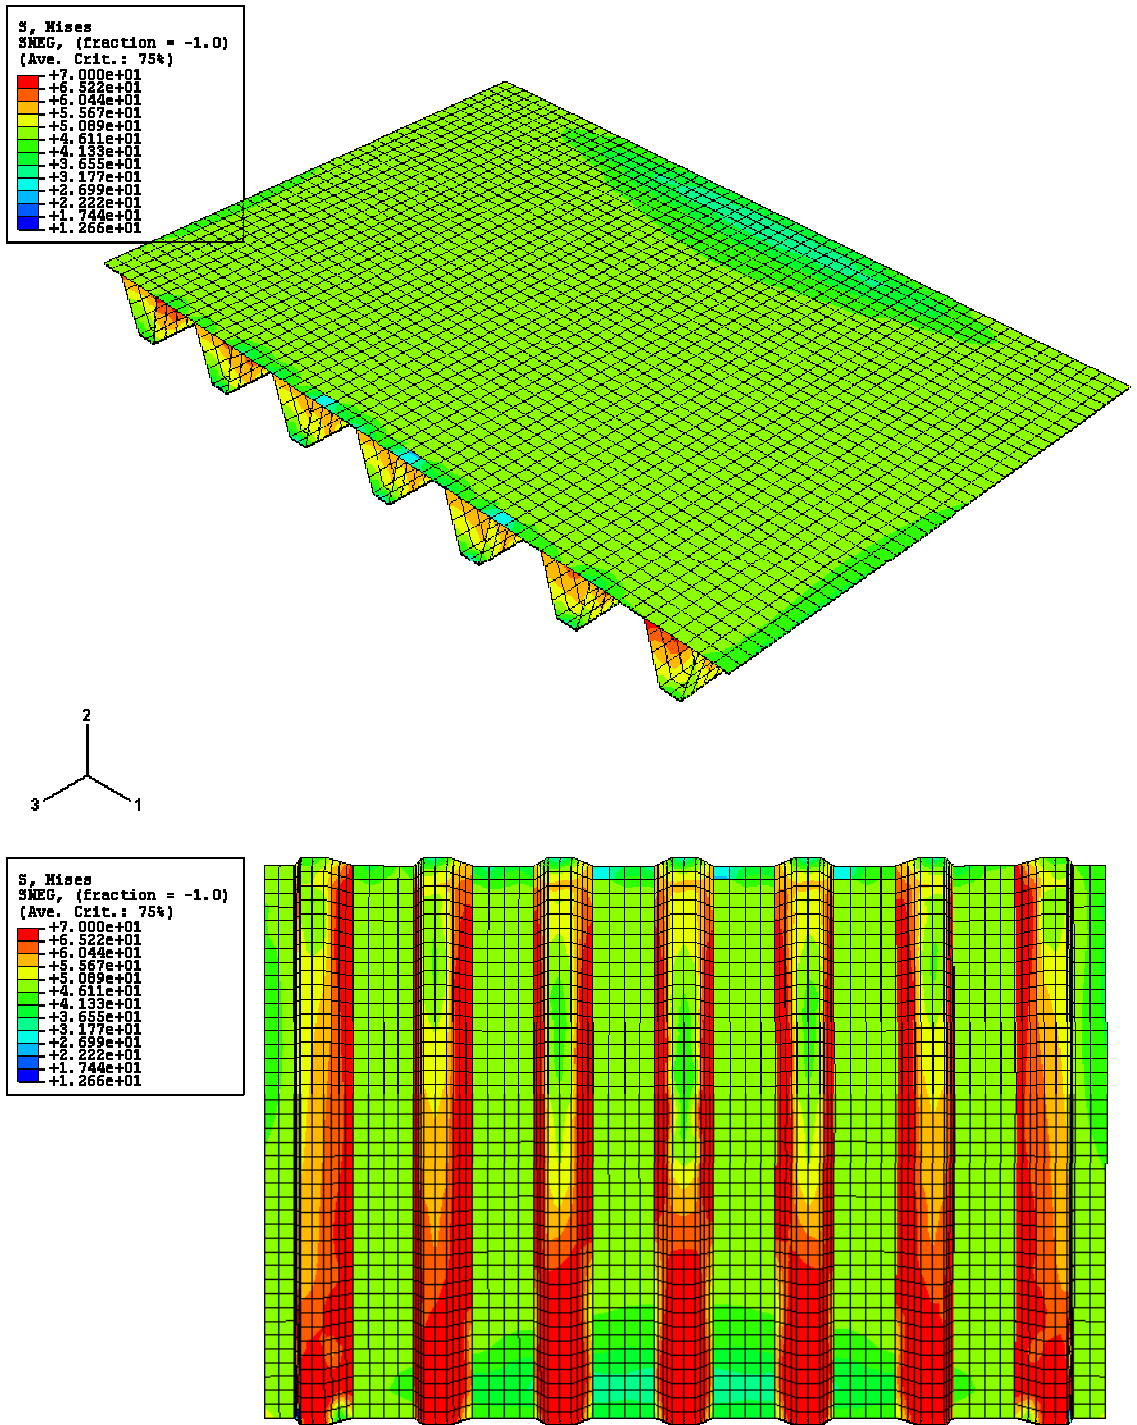 S, Mises
SNEG, (fraction = -1.0)
(Ave. Crit.: 75%)
+7.000e+01
+6.522e+01
+6.044e+01
+5.567e+01
+5.089e+01
+4.611e+01
+4.133e+01
+3.655e+01
+3.177e+01
+2.699e+01
+2.222e+01
+1.744e+01
+1.266e+01
2
3
1
S, Mises
SNEG, (fraction = -1.0)
(Ave. Crit.: 75%)
+7.000e+01
+6.522e+01
+6.044e+01
+5.567e+01
+5.089e+01
+4.611e+01
+4.133e+01
+3.655e+01
+3.177e+01
+2.699e+01
+2.222e+01
+1.744e+01
+1.266e+01